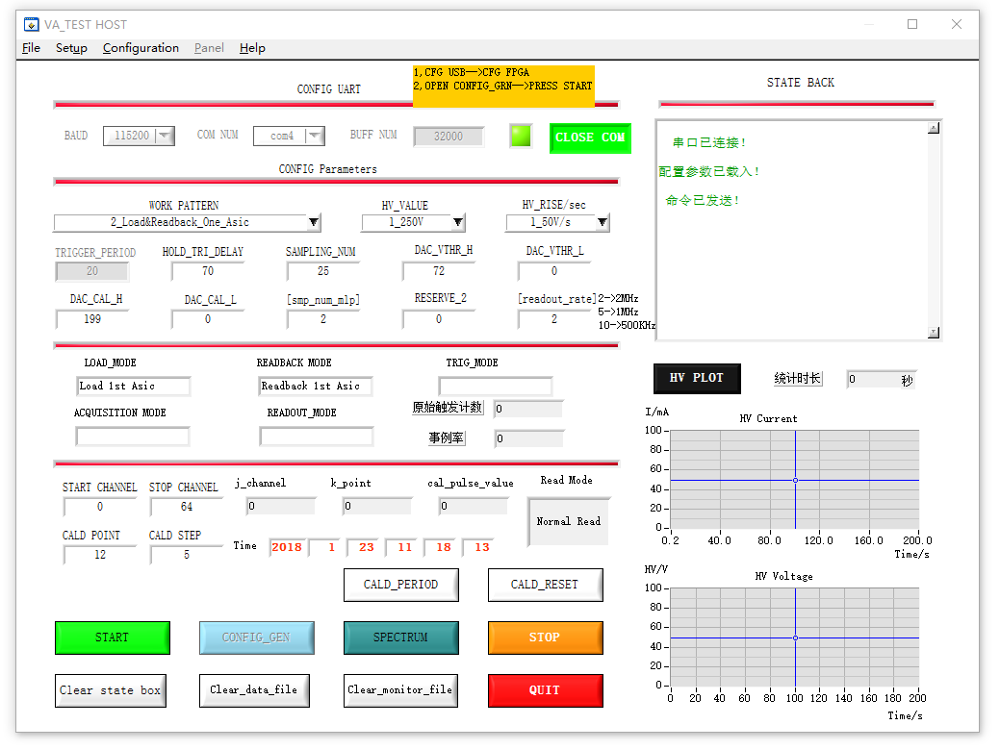 VA_TEST HOST
File Setup Configuration Panel Help
1,CFG USB-->CFG FPGA
2,OPEN CONFIG_GRN-->PRESS START
CONFIG UART
STATE BACK
BAUD 115200 COM NUM com4 BUFF NUM 32000 CLOSE COM
串口已连接!
配置参数已载入!
命令已发送!
CONFIG Parameters
WORK PATTERN HV_VALUE HV_RISE/sec
2_Load&Readback_One_Asic 1_250V 1_50V/s
TRIGGER_PERIOD HOLD_TRI_DELAY SAMPLING_NUM DAC_VTHR_H DAC_VTHR_L
20 70 25 72 0
DAC_CAL_H DAC_CAL_L [smp_num_mlp] RESERVE_2 [readout_rate]
199 0 2 0 2
2-->2MHz
5-->1MHz
10-->500KHz
LOAD_MODE READBACK MODE TRIG_MODE
Load 1st Asic Readback 1st Asic
ACQUISITION MODE READOUT_MODE
原始触发计数 0
事例率 0
HV PLOT 统计时长 0 秒
START CHANNEL STOP CHANNEL j_channel k_point cal_pulse_value Read Mode
0 64 0 0 0
Normal Read
CALD POINT CALD STEP
12 5
Time 2018 1 23 11 18 13
CALD_PERIOD CALD_RESET
START CONFIG_GEN SPECTRUM STOP
Clear state box Clear_data_file Clear_monitor_file QUIT
I/mA
HV Current
100
80
60
40
20
0
0.2 40.0 80.0 120.0 160.0 200.0
Time/s
HV/V
HV Voltage
100
80
60
40
20
0
0 20 40 60 80 100 120 140 160 180 200
Time/s